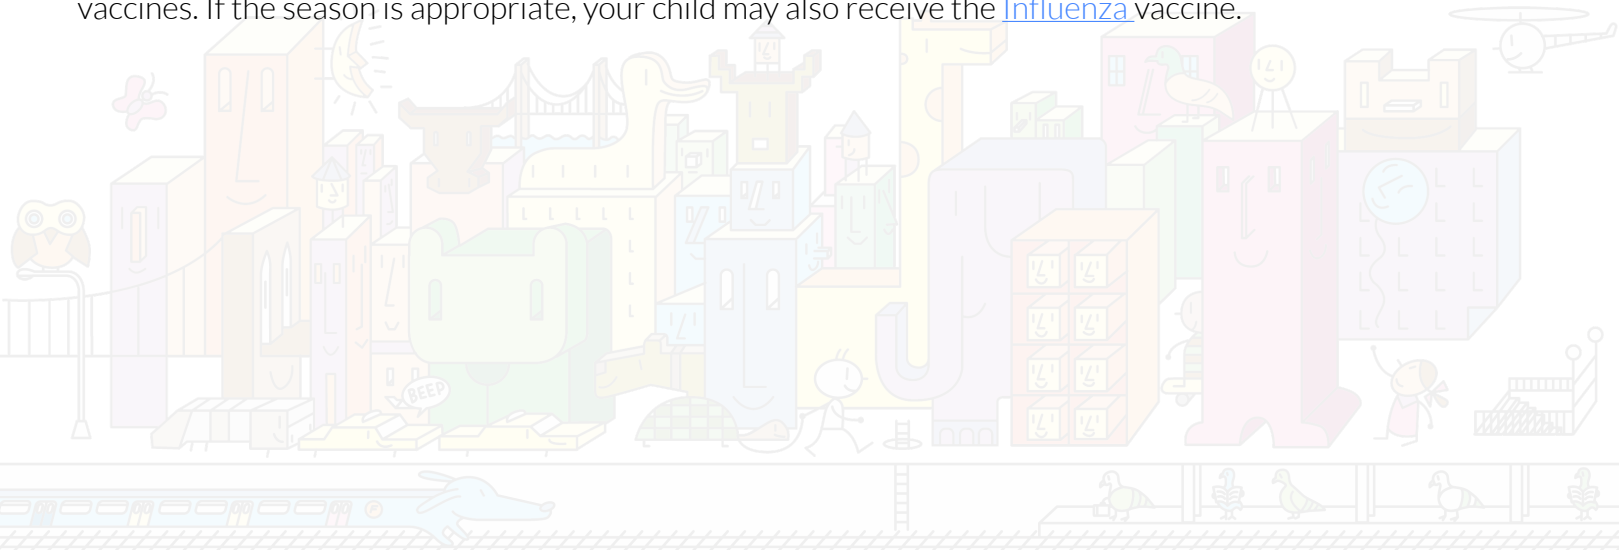 vaccines. If the season is appropriate, your child may also receive the Influenza vaccine.
BEEP
F